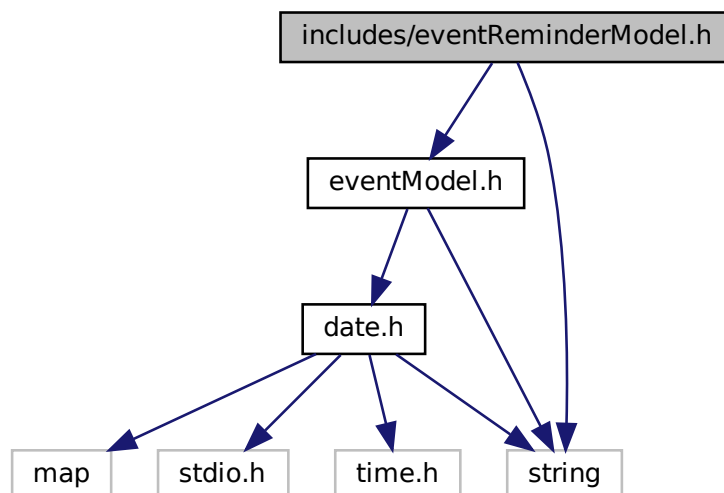 includes/eventReminderModel.h
eventModel.h
date.h
map
stdio.h
time.h
string